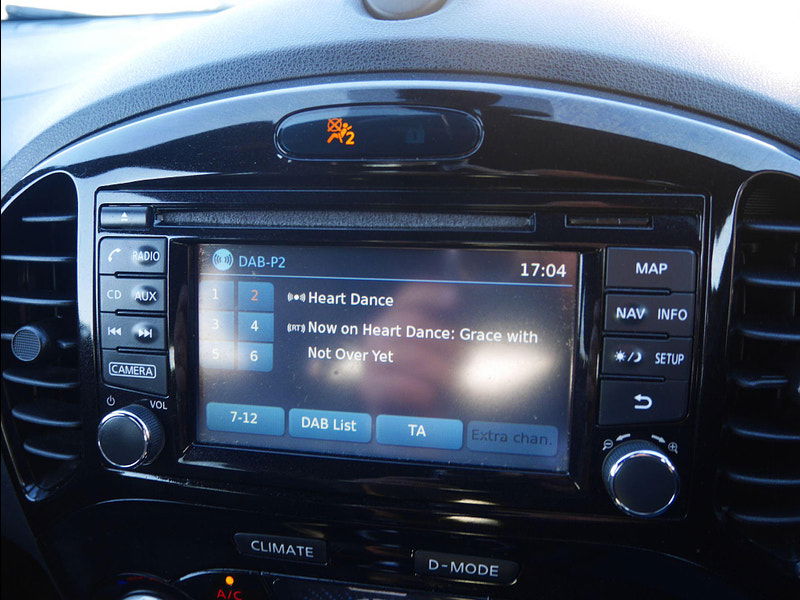 2
DAB-P2
17:04
RADIO
CD
AUX
CAMERA
VOL
1
2
3
4
5
6
Heart Dance
(RT) Now on Heart Dance: Grace with
Not Over Yet
7-12
DAB List
TA
Extra chan.
MAP
NAV
INFO
SETUP
CLIMATE
D-MODE
A/C